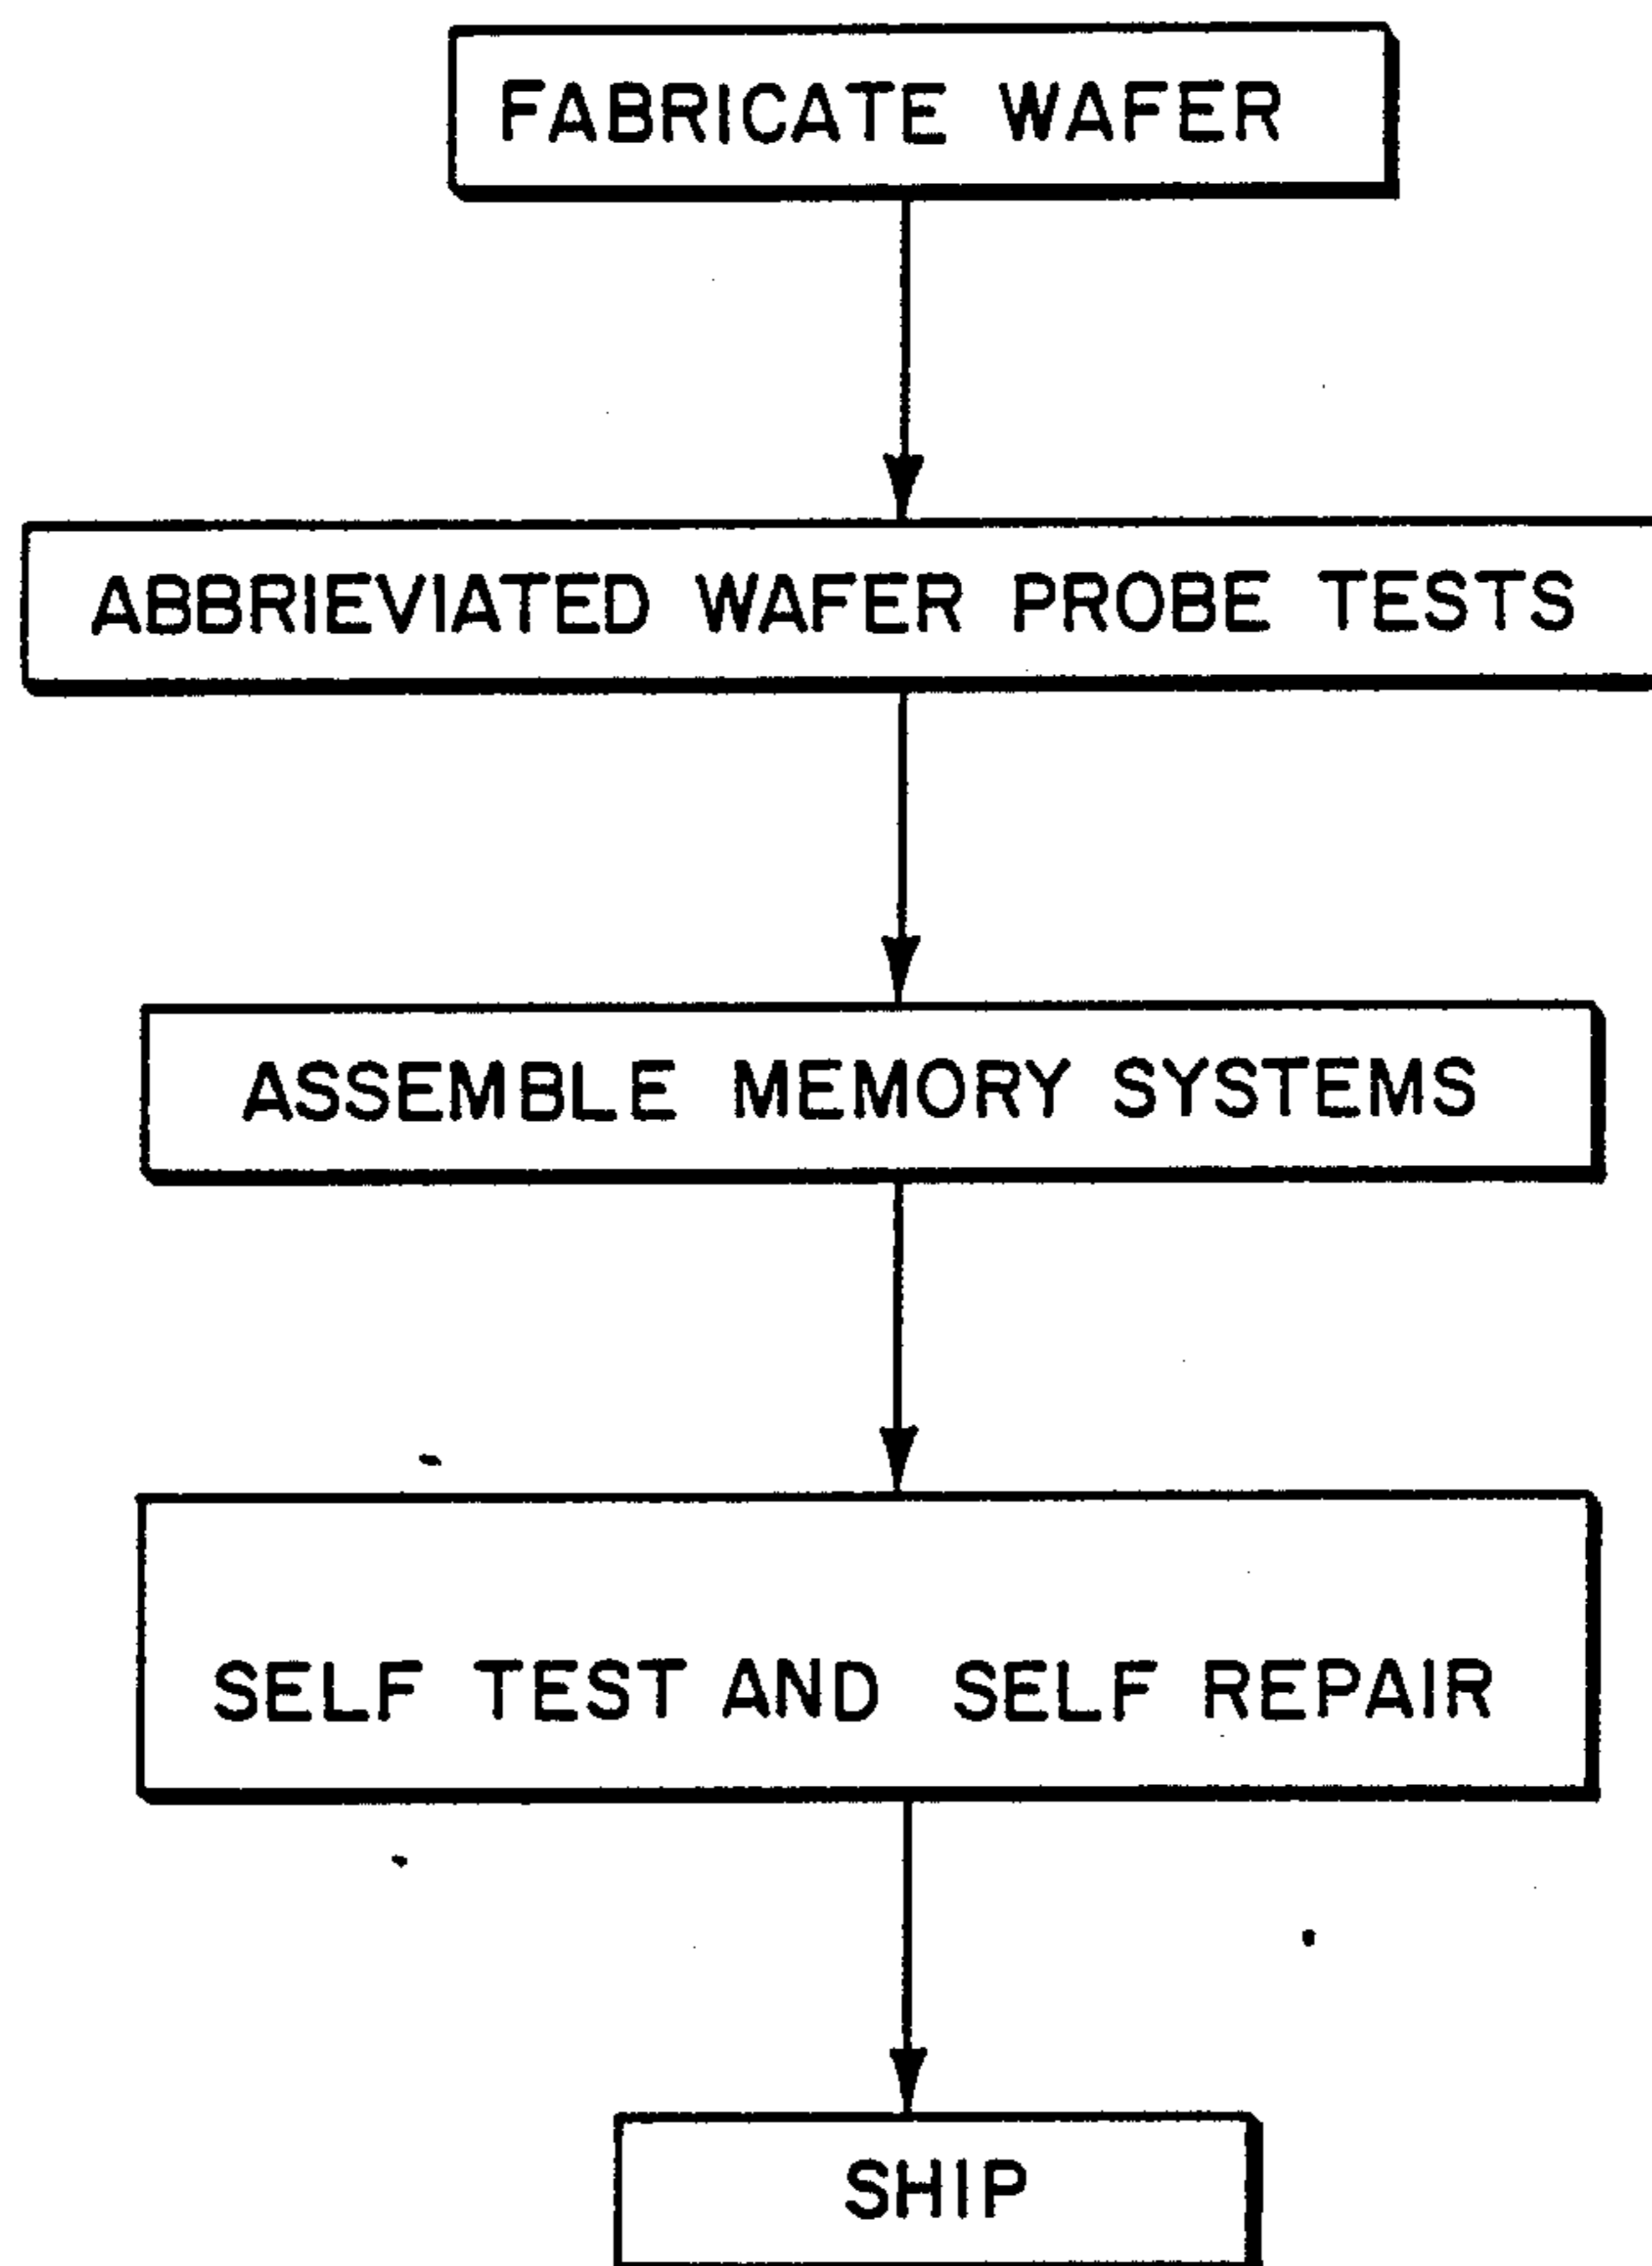 FABRICATE WAFER
ABBRIEVIATED WAFER PROBE TESTS
ASSEMBLE MEMORY SYSTEMS
SELF TEST AND SELF REPAIR
SHIP